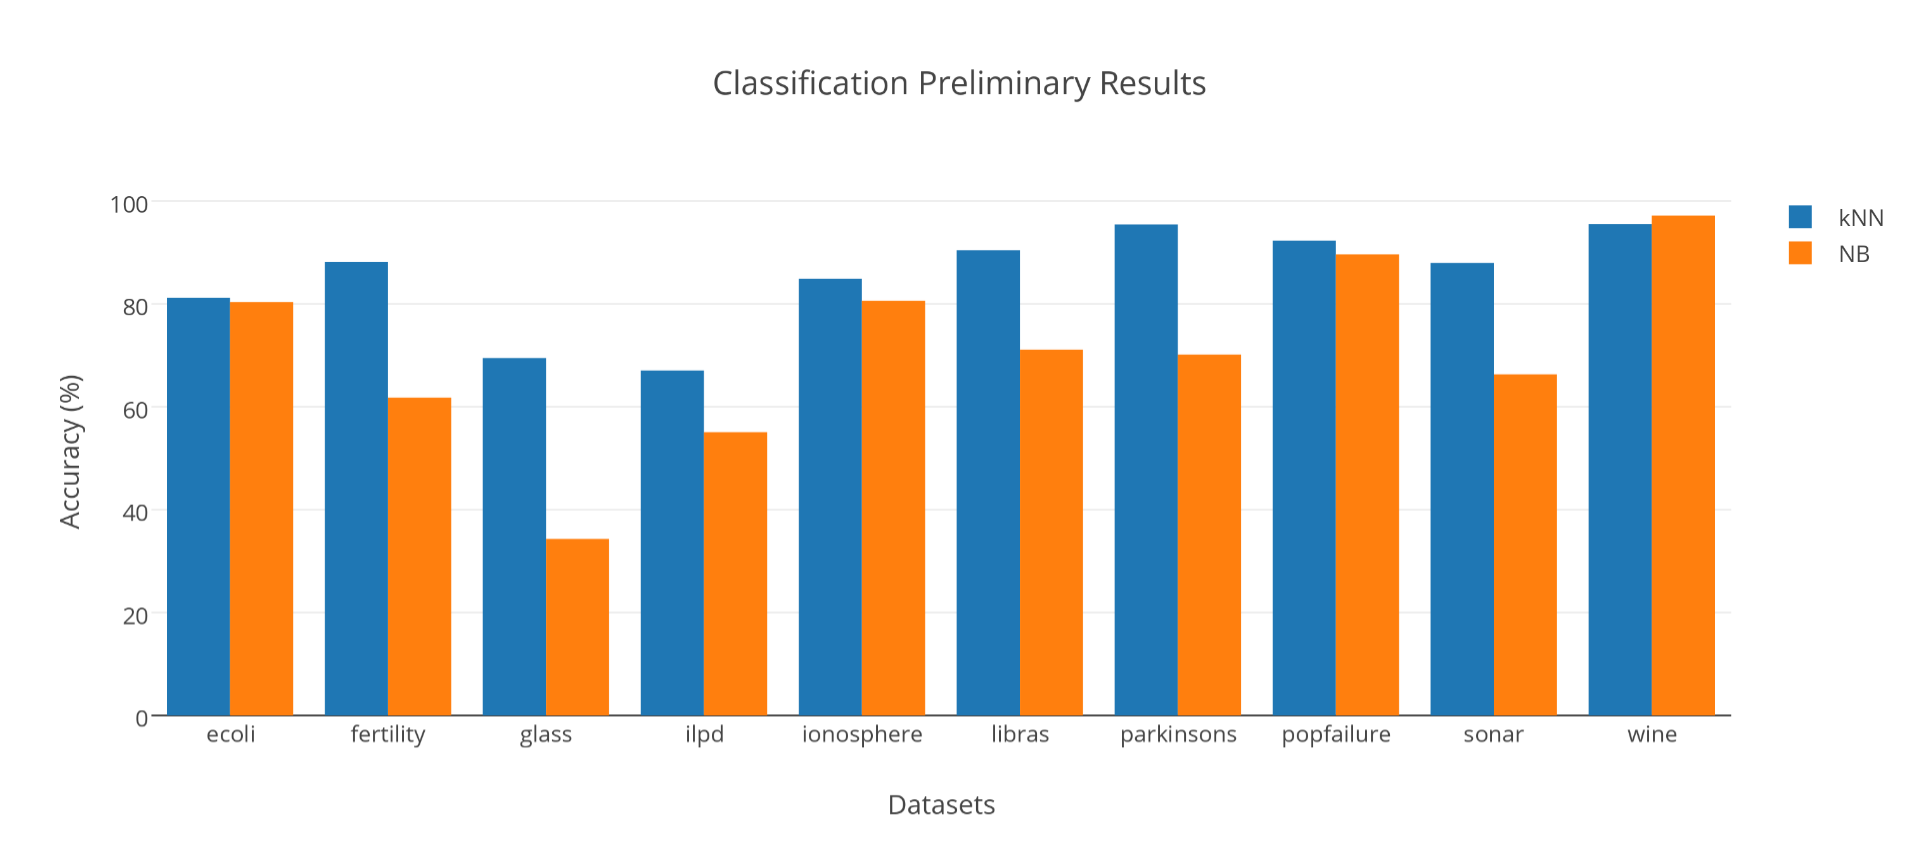 Classification Preliminary Results
100
80
60
40
20
0
Accuracy (%)
kNN
NB
ecoli fertility glass ilpd ionosphere libras parkinsons popfailure sonar wine
Datasets